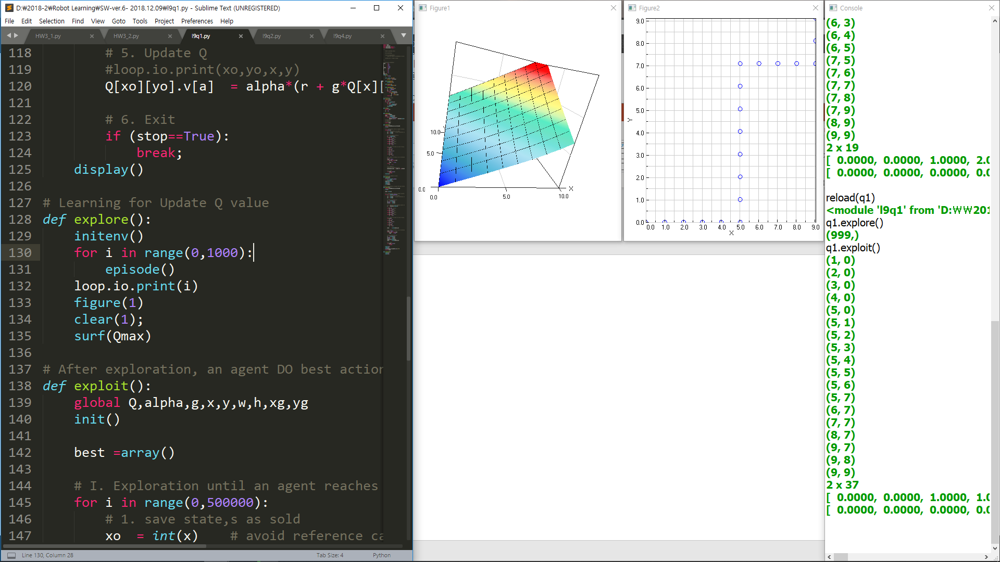 D:₩2018-2₩Robot Learning₩SW-ver.6- 2018.12.09₩l9q1.py - Sublime Text (UNREGISTERED)
File Edit Selection Find View Goto Tools Project Preferences Help
HW3_1.py HW3_2.py l9q1.py l9q2.py l9q4.py
118 # 5. Update Q
119 #loop.io.print(xo,yo,x,y)
120 Q[xo][yo].v[a]  = alpha*(r + g*Q[x][
121
122 # 6. Exit
123 if (stop==True):
124 break;
125 display()
126
127 # Learning for Update Q value
128 def explore():
129 initenv()
130 for i in range(0,1000):
131 episode()
132 loop.io.print(i)
133 figure(1)
134 clear(1);
135 surf(Qmax)
136
137 # After exploration, an agent DO best action
138 def exploit():
139 global Q,alpha,g,x,y,w,h,xg,yg
140 init()
141
142 best =array()
143
144 # I. Exploration until an agent reaches
145 for i in range(0,500000):
146 # 1. save state,s as sold
147 xo  = int(x)    # avoid reference ca
Line 130, Column 28 Tab Size: 4 Python
Figure1
10.0
5.0
0.0
0.0
5.0
10.0
X
Figure2
9.0
8.0
7.0
6.0
5.0
4.0
3.0
2.0
1.0
0.0
Y
0.0 1.0 2.0 3.0 4.0 5.0 6.0 7.0 8.0 9.0
X
Console
(6, 3)
(6, 4)
(6, 5)
(7, 5)
(7, 6)
(7, 7)
(7, 8)
(7, 9)
(8, 9)
(9, 9)
2 x 19
[  0.0000,  0.0000,  1.0000,  2.0
[  0.0000,  0.0000,  0.0000,  0.0
reload(q1)
<module 'l9q1' from 'D:₩₩201
q1.explore()
(999,)
q1.exploit()
(1, 0)
(2, 0)
(3, 0)
(4, 0)
(5, 0)
(5, 1)
(5, 2)
(5, 3)
(5, 4)
(5, 5)
(5, 6)
(5, 7)
(6, 7)
(7, 7)
(8, 7)
(9, 7)
(9, 8)
(9, 9)
2 x 37
[  0.0000,  0.0000,  1.0000,  1.0
[  0.0000,  0.0000,  0.0000,  0.0